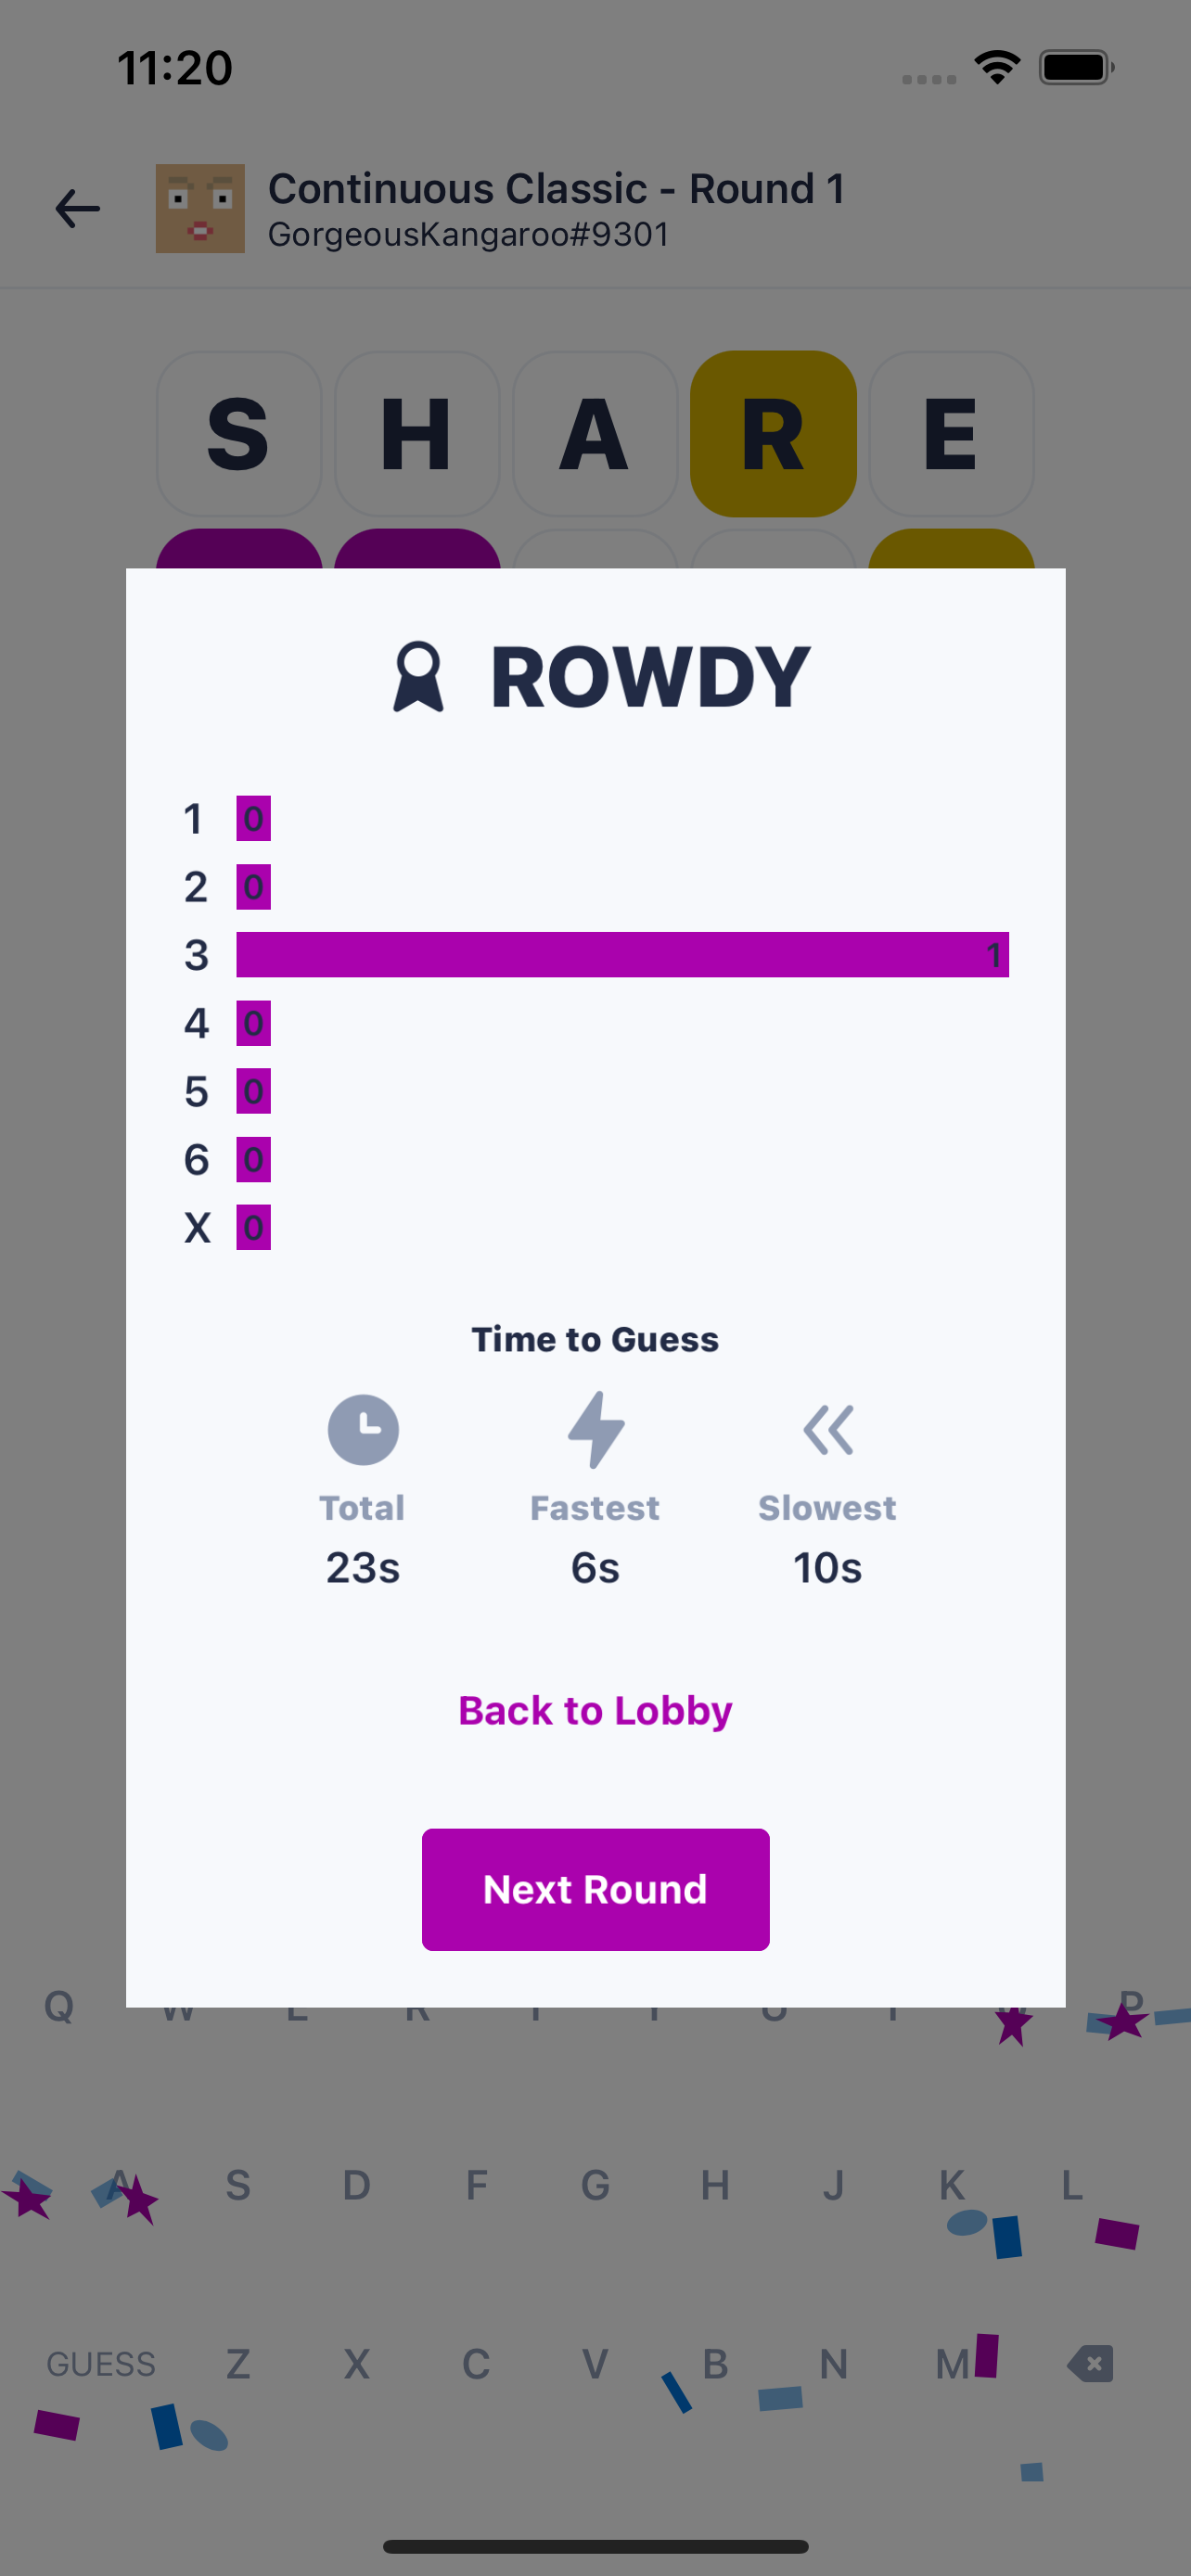 11:20
Continuous Classic - Round 1
GorgeousKangaroo#9301
S H A R E
ROWDY
1 0
2 0
3 1
4 0
5 0
6 0
X 0
Time to Guess
Total Fastest Slowest
23s 6s 10s
Back to Lobby
Next Round
Q W E R T Y U I O P
A S D F G H J K L
GUESS Z X C V B N M